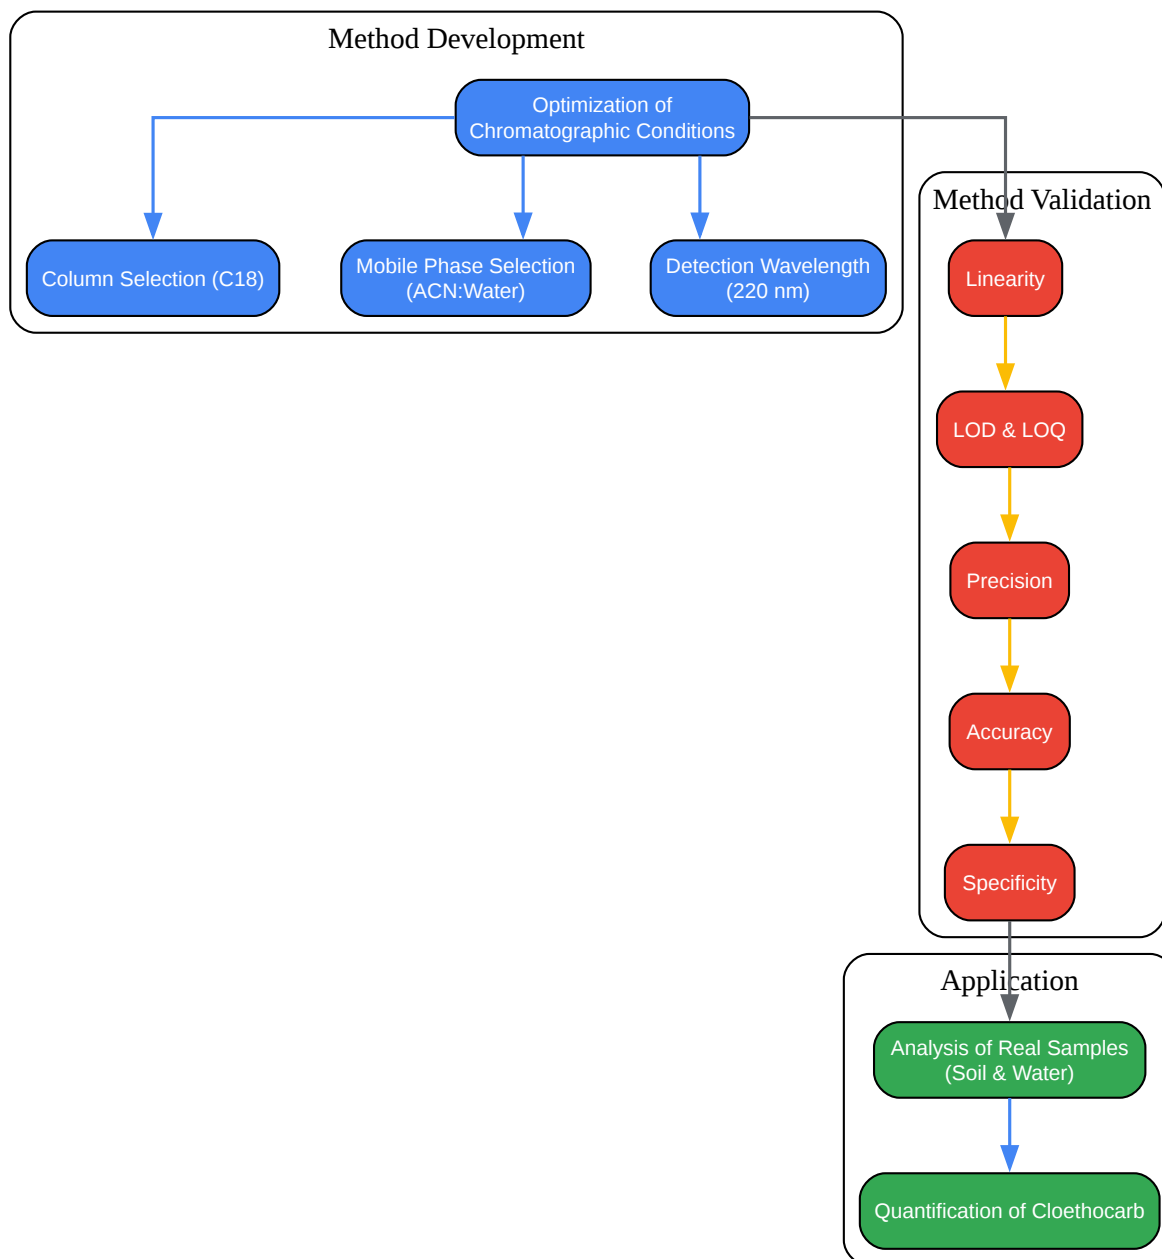 Method Development
Optimization of
Chromatographic Conditions
Column Selection (C18)
Mobile Phase Selection
(ACN:Water)
Detection Wavelength
(220 nm)
Method Validation
Linearity
LOD & LOQ
Precision
Accuracy
Specificity
Application
Analysis of Real Samples
(Soil & Water)
Quantification of Cloethocarb